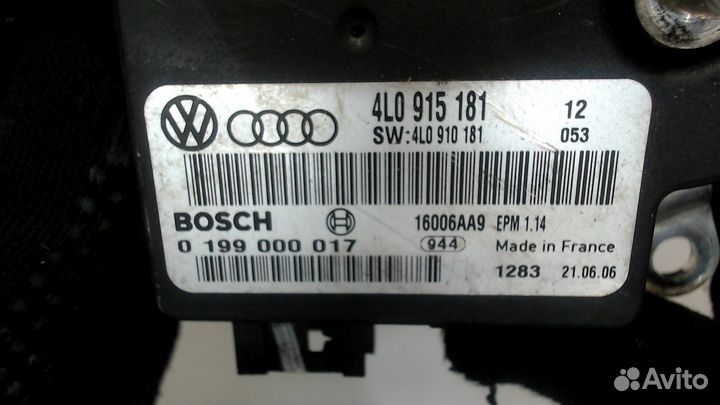 4L0 915 181 12
SW:4L0 910 181 053
BOSCH 16006AA9 EPM 1.14
0 199 000 017 944 Made in France
1283 21.06.06
Avito